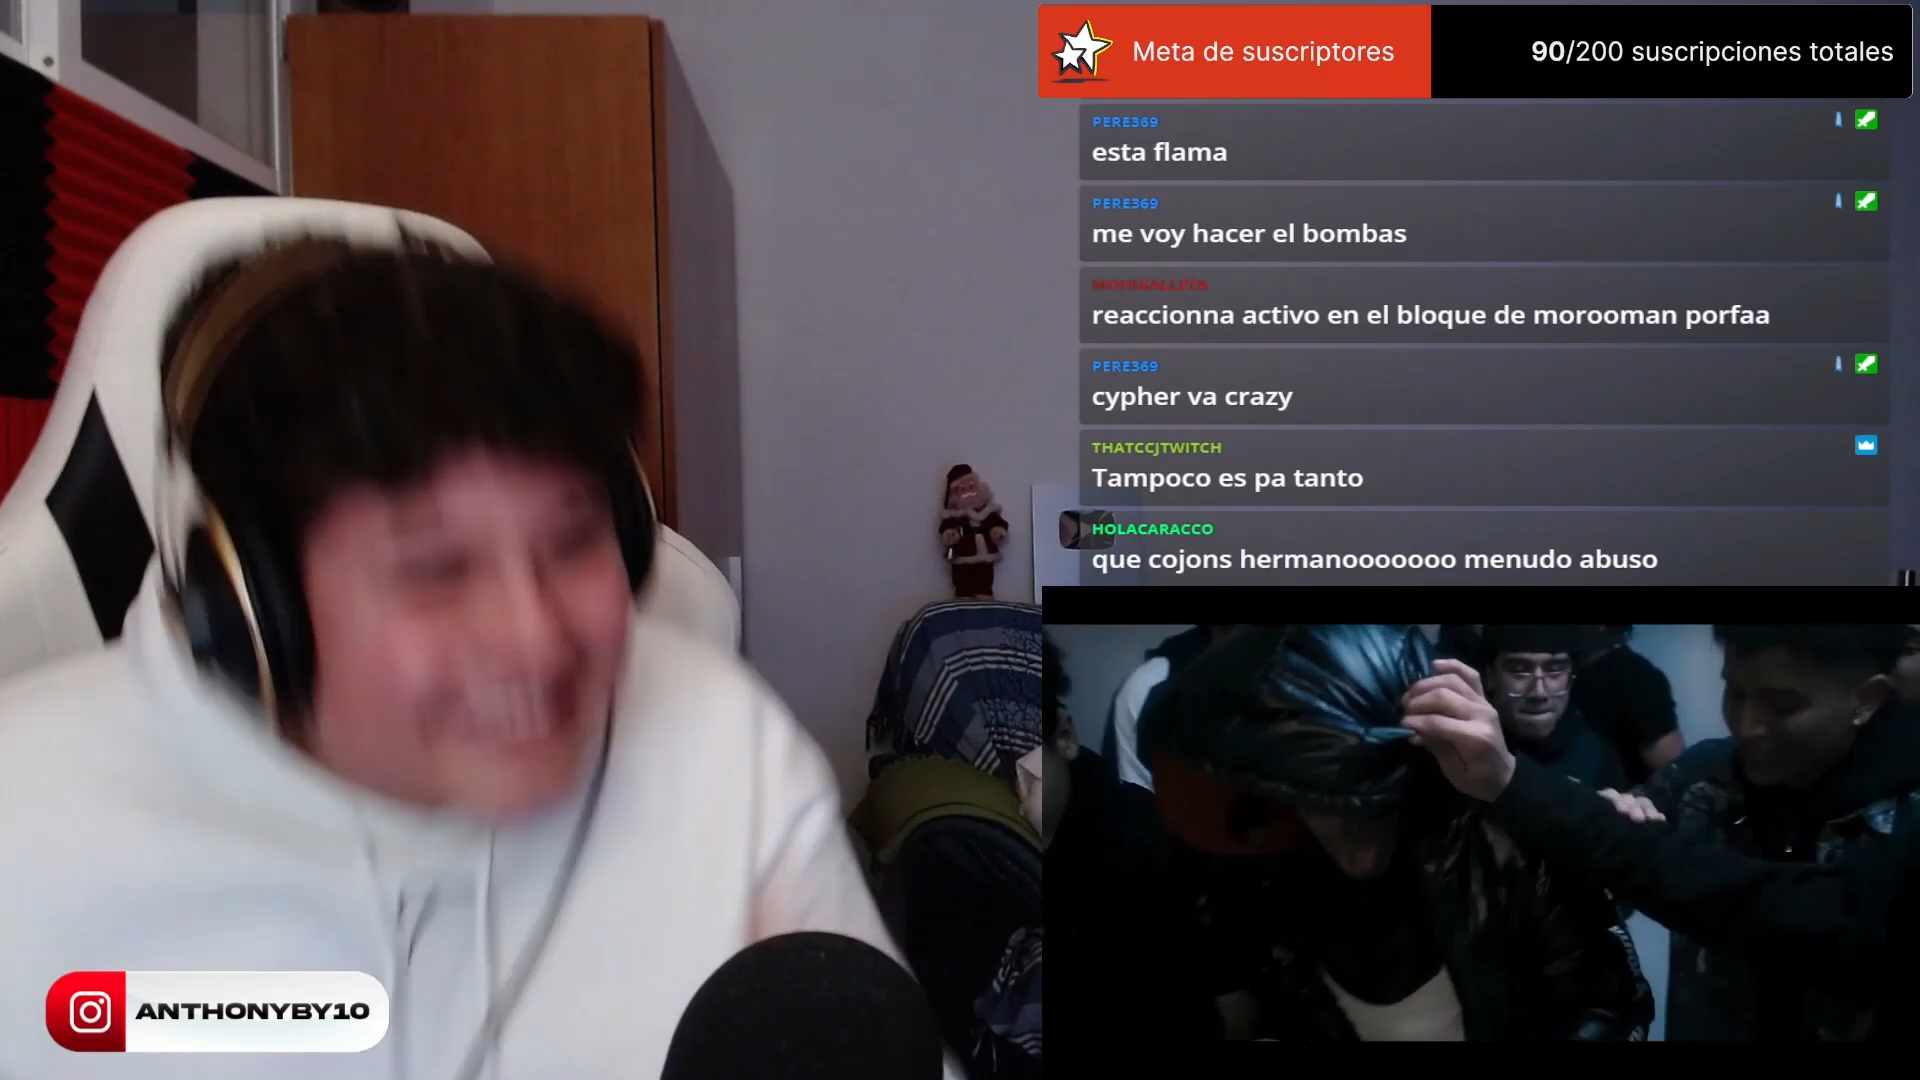 Meta de suscriptores
90/200 suscripciones totales
PERE369
esta flama
PERE369
me voy hacer el bombas
reaccionna activo en el bloque de morooman porfaa
PERE369
cypher va crazy
THATCCJTWITCH
Tampoco es pa tanto
HOLACARACCO
que cojons hermanooooooo menudo abuso
ANTHONYBY10